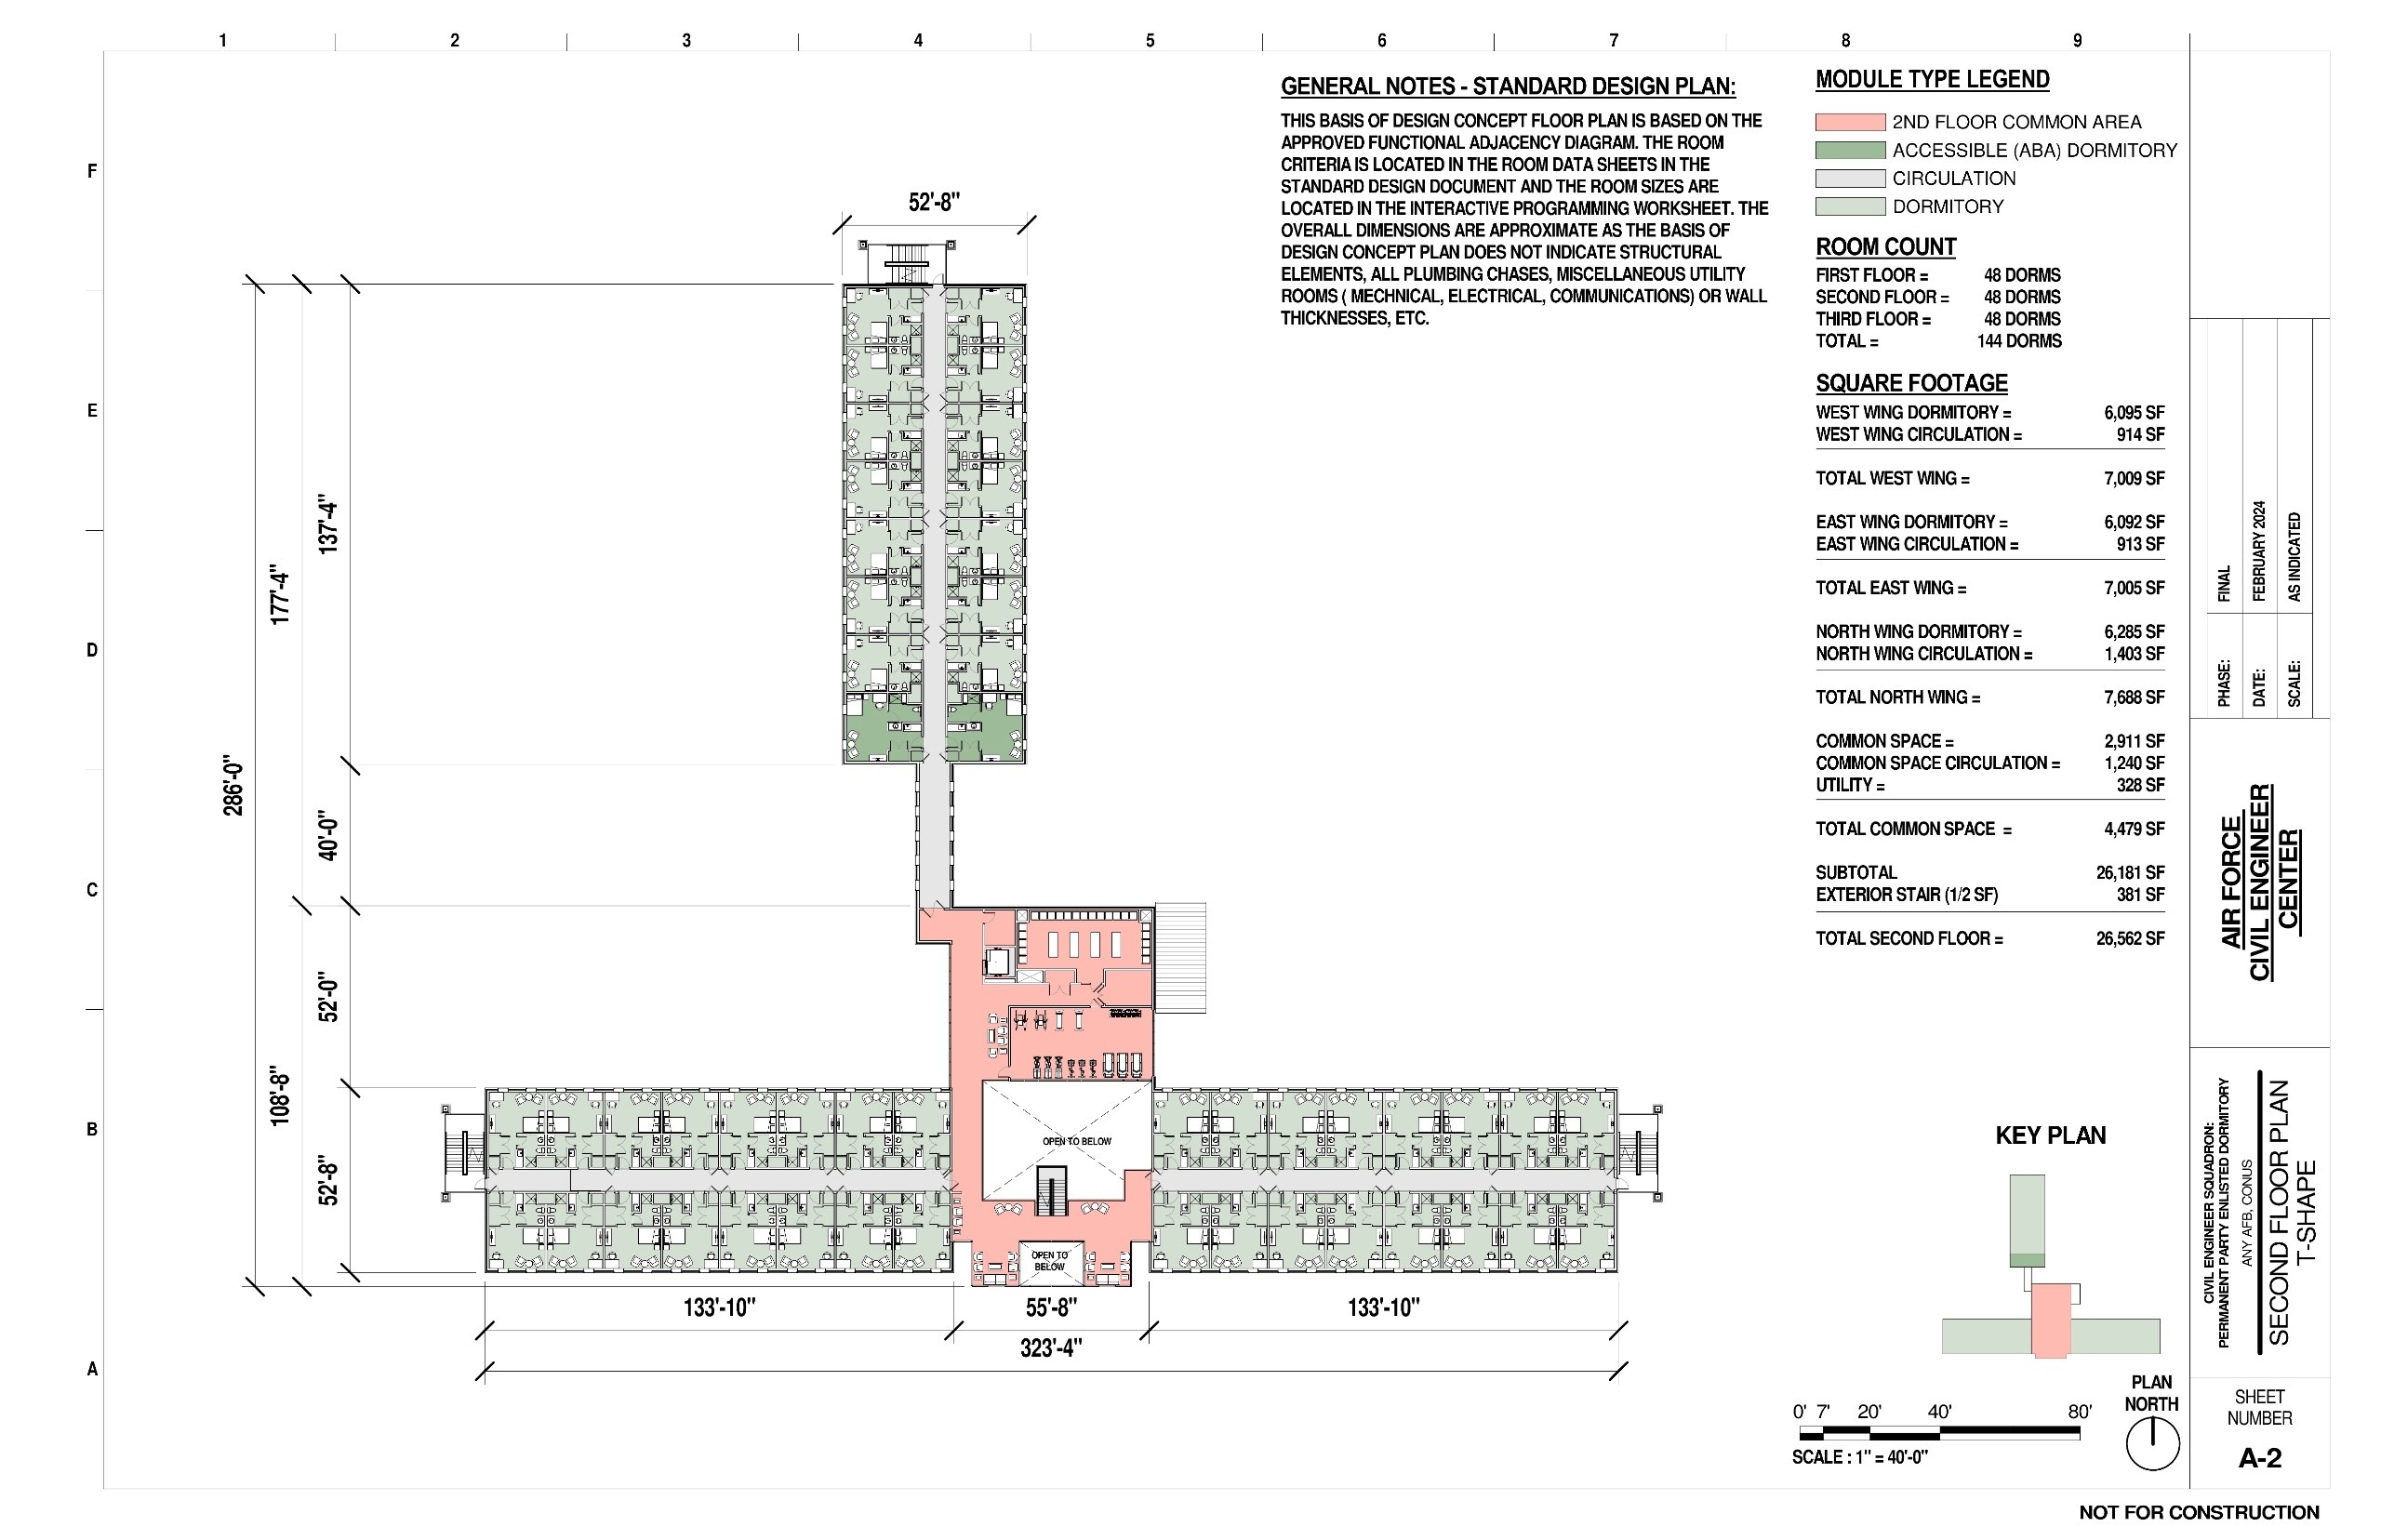 1 2 3 4 5 6 7 8 9
F
E
D
C
B
A
GENERAL NOTES - STANDARD DESIGN PLAN:
THIS BASIS OF DESIGN CONCEPT FLOOR PLAN IS BASED ON THE
APPROVED FUNCTIONAL ADJACENCY DIAGRAM. THE ROOM
CRITERIA IS LOCATED IN THE ROOM DATA SHEETS IN THE
STANDARD DESIGN DOCUMENT AND THE ROOM SIZES ARE
LOCATED IN THE INTERACTIVE PROGRAMMING WORKSHEET. THE
OVERALL DIMENSIONS ARE APPROXIMATE AS THE BASIS OF
DESIGN CONCEPT PLAN DOES NOT INDICATE STRUCTURAL
ELEMENTS, ALL PLUMBING CHASES, MISCELLANEOUS UTILITY
ROOMS ( MECHNICAL, ELECTRICAL, COMMUNICATIONS) OR WALL
THICKNESSES, ETC.
MODULE TYPE LEGEND
2ND FLOOR COMMON AREA
ACCESSIBLE (ABA) DORMITORY
CIRCULATION
DORMITORY
ROOM COUNT
FIRST FLOOR = 48 DORMS
SECOND FLOOR = 48 DORMS
THIRD FLOOR = 48 DORMS
TOTAL = 144 DORMS
SQUARE FOOTAGE
WEST WING DORMITORY = 6,095 SF
WEST WING CIRCULATION = 914 SF
TOTAL WEST WING = 7,009 SF
EAST WING DORMITORY = 6,092 SF
EAST WING CIRCULATION = 913 SF
TOTAL EAST WING = 7,005 SF
NORTH WING DORMITORY = 6,285 SF
NORTH WING CIRCULATION = 1,403 SF
TOTAL NORTH WING = 7,688 SF
COMMON SPACE = 2,911 SF
COMMON SPACE CIRCULATION = 1,240 SF
UTILITY = 328 SF
TOTAL COMMON SPACE = 4,479 SF
SUBTOTAL 26,181 SF
EXTERIOR STAIR (1/2 SF) 381 SF
TOTAL SECOND FLOOR = 26,562 SF
52'-8"
137'-4"
177'-4"
286'-0"
40'-0"
52'-0"
108'-8"
52'-8"
OPEN TO BELOW
OPEN TO
BELOW
133'-10"
55'-8"
133'-10"
323'-4"
KEY PLAN
PLAN
NORTH
0' 7' 20' 40' 80'
SCALE : 1" = 40'-0"
PHASE: FINAL
DATE: FEBRUARY 2024
SCALE: AS INDICATED
AIR FORCE
CIVIL ENGINEER
CENTER
CIVIL ENGINEER SQUADRON:
PERMANENT PARTY ENLISTED DORMITORY
ANY AFB, CONUS
SECOND FLOOR PLAN
T-SHAPE
SHEET
NUMBER
A-2
NOT FOR CONSTRUCTION